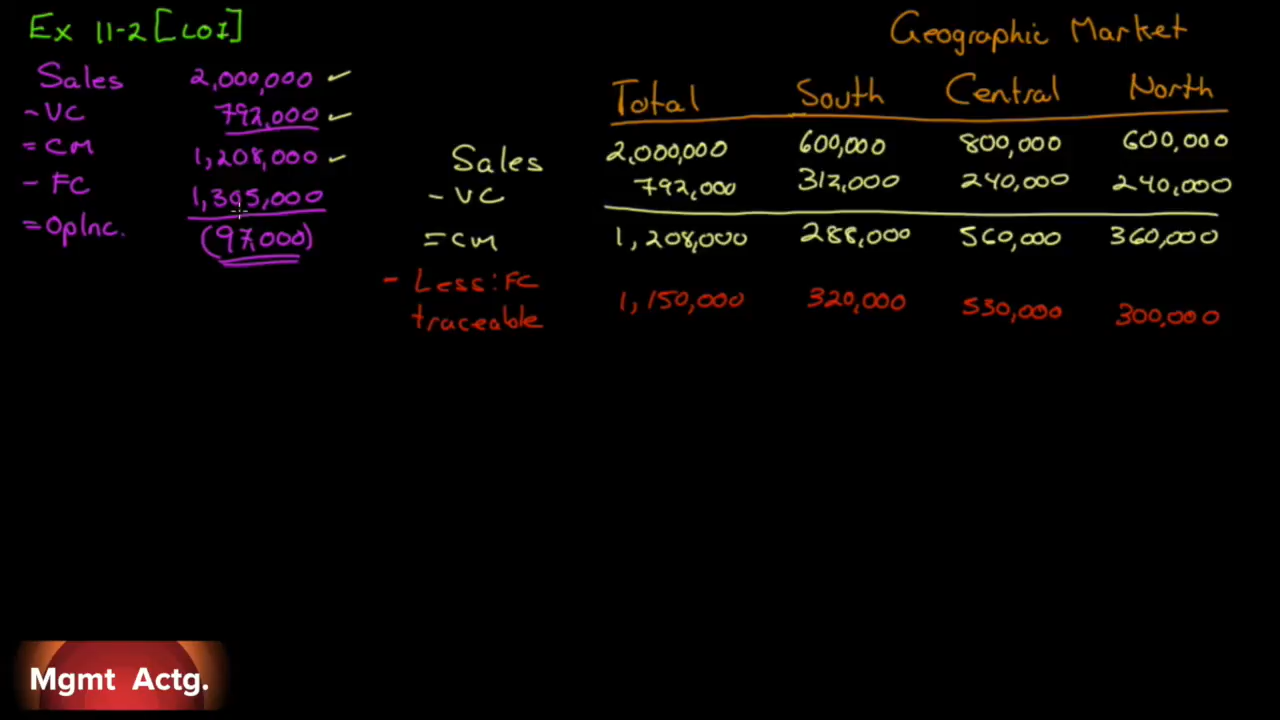 Ex 11-2 [LO1]
Sales 2,000,000 ✓
- VC 792,000 ✓
= CM 1,208,000 ✓
- FC 1,305,000
= OpInc. (97,000)
Geographic Market
Total South Central North
Sales 2,000,000 600,000 800,000 600,000
- VC 792,000 312,000 240,000 240,000
= CM 1,208,000 288,000 560,000 360,000
- Less: FC
traceable 1,150,000 320,000 530,000 300,000
Mgmt Actg.